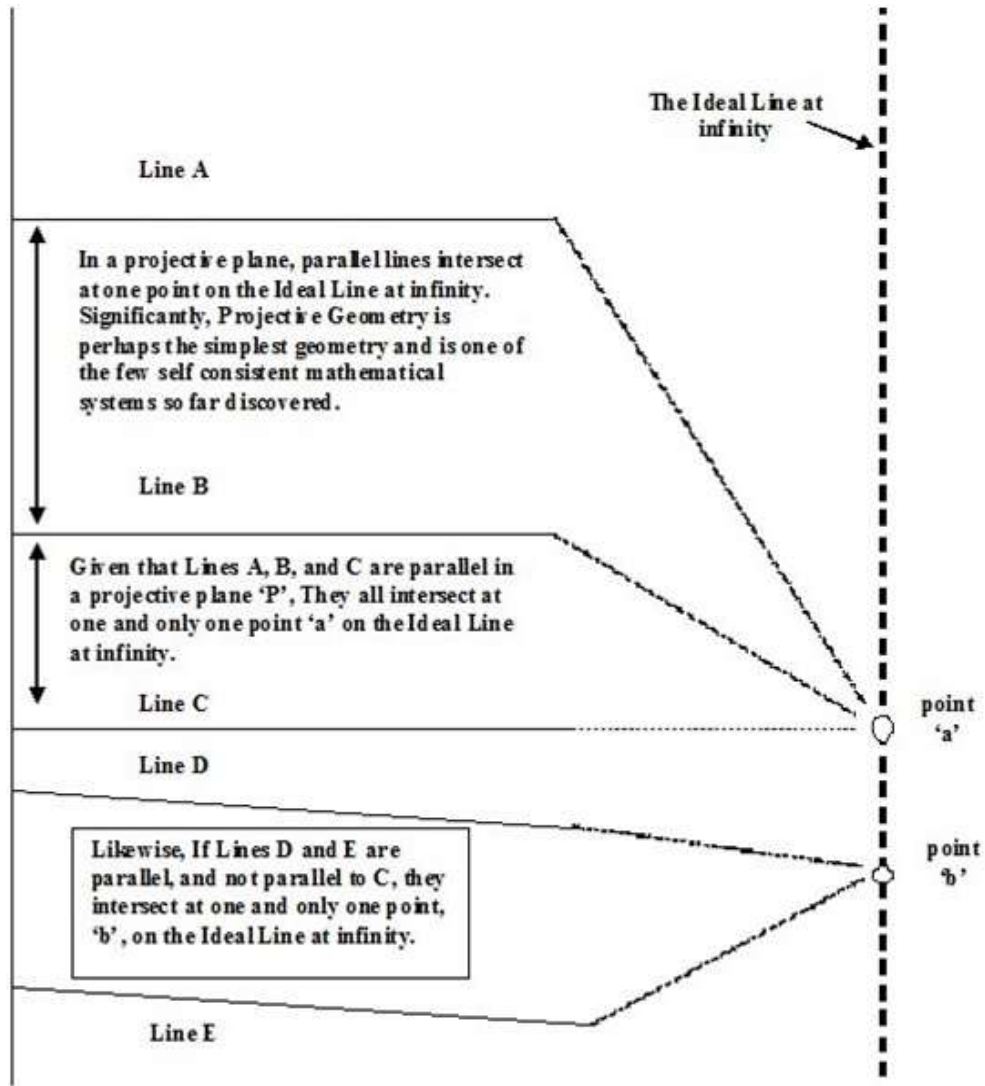 The Ideal Line at
infinity
Line A
In a projective plane, parallel lines intersect
at one point on the Ideal Line at infinity.
Significantly, Projective Geometry is
perhaps the simplest geometry and is one of
the few self consistent mathematical
systems so far discovered.
Line B
Given that Lines A, B, and C are parallel in
a projective plane ‘P’, They all intersect at
one and only one point ‘a’ on the Ideal Line
at infinity.
Line C
point
‘a’
Line D
Likewise, If Lines D and E are
parallel, and not parallel to C, they
intersect at one and only one point,
‘b’, on the Ideal Line at infinity.
point
‘b’
Line E